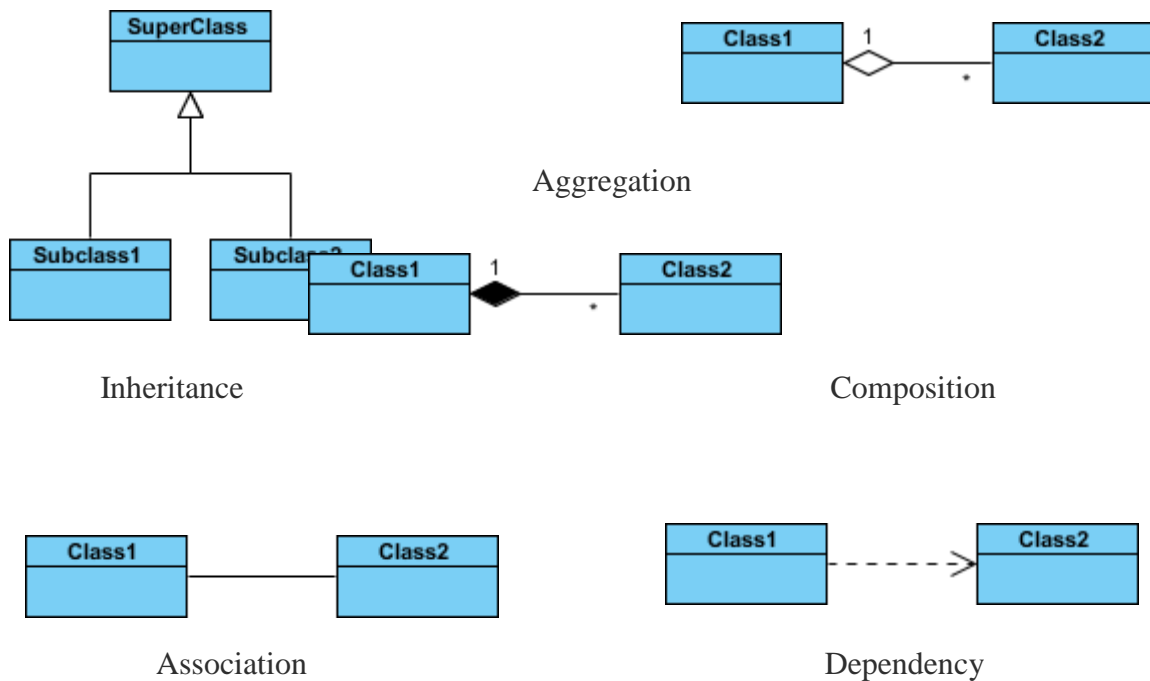 SuperClass
Class1
1
*
Class2
Aggregation
Subclass1
Class1
1
*
Class2
Inheritance
Composition
Class1
Class2
Class1
Class2
Association
Dependency